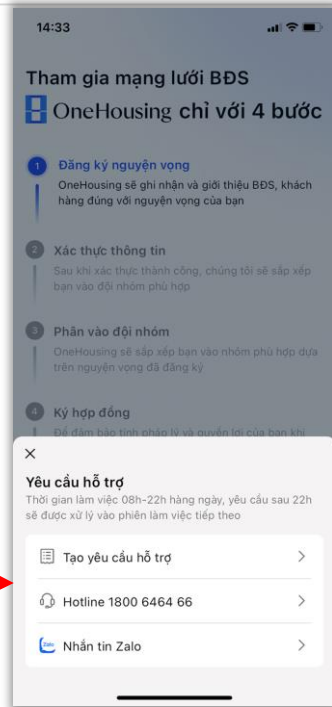 14:33
Tham gia mạng lưới BĐS
OneHousing chỉ với 4 bước
1 Đăng ký nguyện vọng
OneHousing sẽ ghi nhận và giới thiệu BĐS, khách
hàng đúng với nguyện vọng của bạn
2 Xác thực thông tin
Sau khi xác thực thành công, chúng tôi sẽ sắp xếp
bạn vào đội nhóm phù hợp
3 Phân vào đội nhóm
OneHousing sẽ sắp xếp bạn vào nhóm phù hợp dựa
trên nguyện vọng đã đăng ký
4 Ký hợp đồng
Để đảm bảo tính pháp lý và quyền lợi của bạn khi
Yêu cầu hỗ trợ
Thời gian làm việc 08h-22h hàng ngày, yêu cầu sau 22h
sẽ được xử lý vào phiên làm việc tiếp theo
Tạo yêu cầu hỗ trợ
Hotline 1800 6464 66
Zalo Nhắn tin Zalo